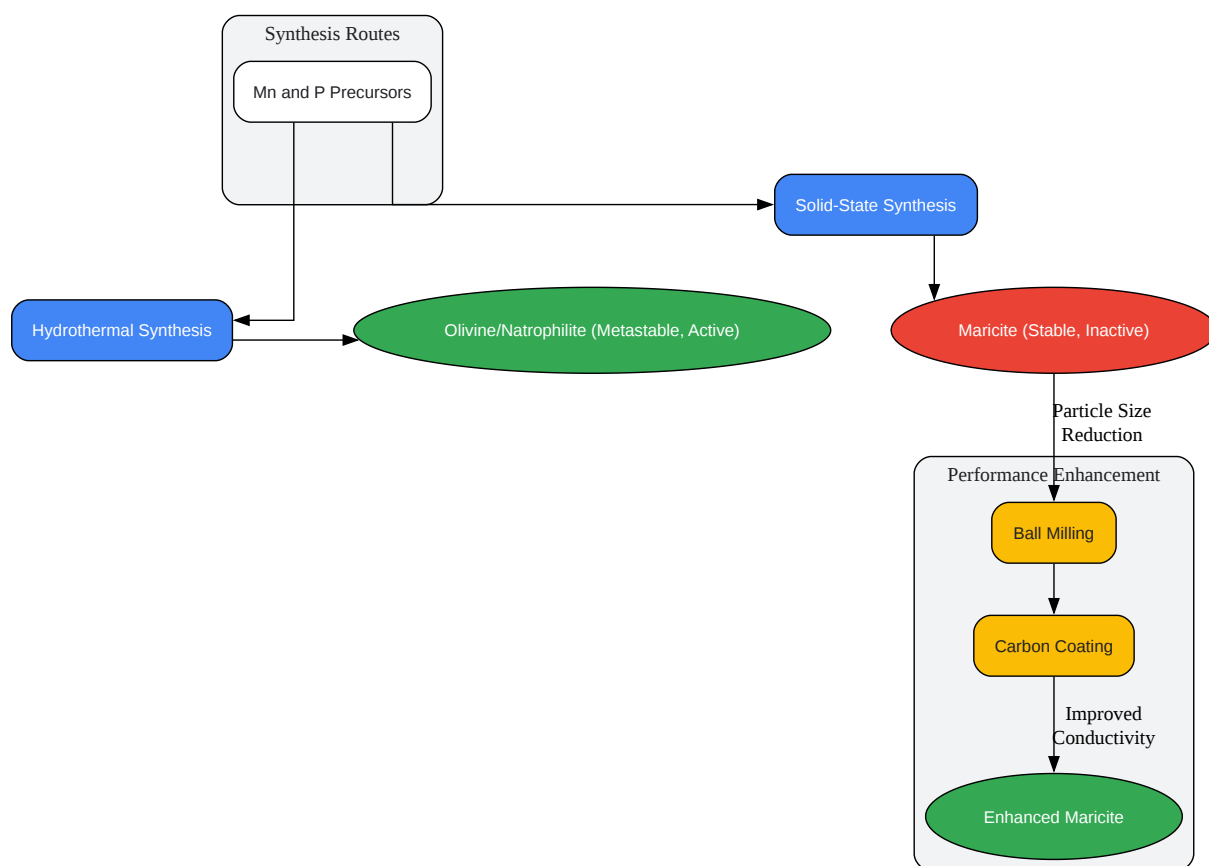 Synthesis Routes
Mn and P Precursors
Solid-State Synthesis
Hydrothermal Synthesis
Olivine/Natrophilite (Metastable, Active)
Maricite (Stable, Inactive)
Particle Size
Reduction
Performance Enhancement
Ball Milling
Carbon Coating
Improved
Conductivity
Enhanced Maricite